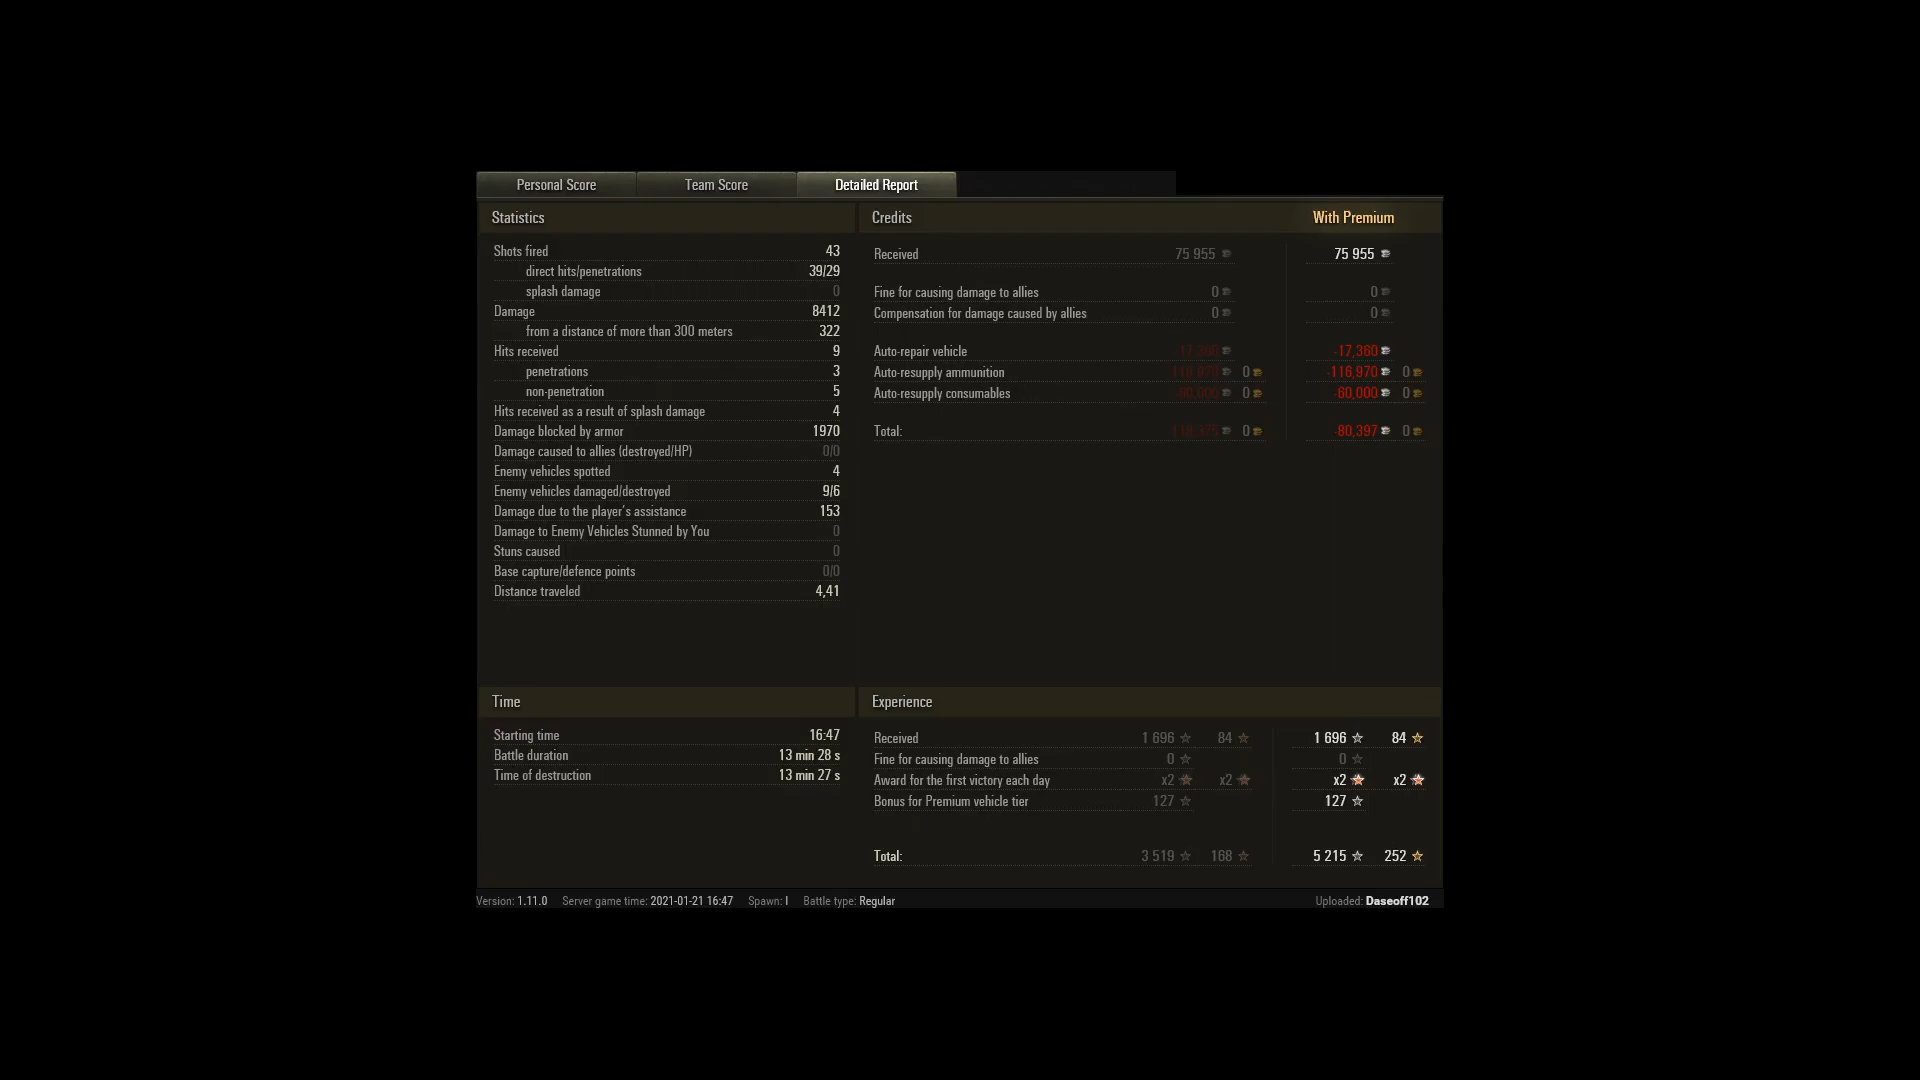 Personal Score Team Score Detailed Report
Statistics
Shots fired 43
direct hits/penetrations 39/29
splash damage 0
Damage 8412
from a distance of more than 300 meters 322
Hits received 9
penetrations 3
non-penetration 5
Hits received as a result of splash damage 4
Damage blocked by armor 1970
Damage caused to allies (destroyed/HP) 0/0
Enemy vehicles spotted 4
Enemy vehicles damaged/destroyed 9/6
Damage due to the player's assistance 153
Damage to Enemy Vehicles Stunned by You 0
Stuns caused 0
Base capture/defence points 0/0
Distance traveled 4,41
Credits With Premium
Received 75 955 75 955
Fine for causing damage to allies 0 0
Compensation for damage caused by allies 0 0
Auto-repair vehicle -17,360 -17,360
Auto-resupply ammunition 0 -116,970 0
Auto-resupply consumables 0 -60,000 0
Total: 0 -80,397 0
Time
Starting time 16:47
Battle duration 13 min 28 s
Time of destruction 13 min 27 s
Experience
Received 1 696 84 1 696 84
Fine for causing damage to allies 0 0
Award for the first victory each day x2 x2 x2 x2
Bonus for Premium vehicle tier 127 127
Total: 3 519 168 5 215 252
Version: 1.11.0 Server game time: 2021-01-21 16:47 Spawn: I Battle type: Regular Uploaded: Daseoff102